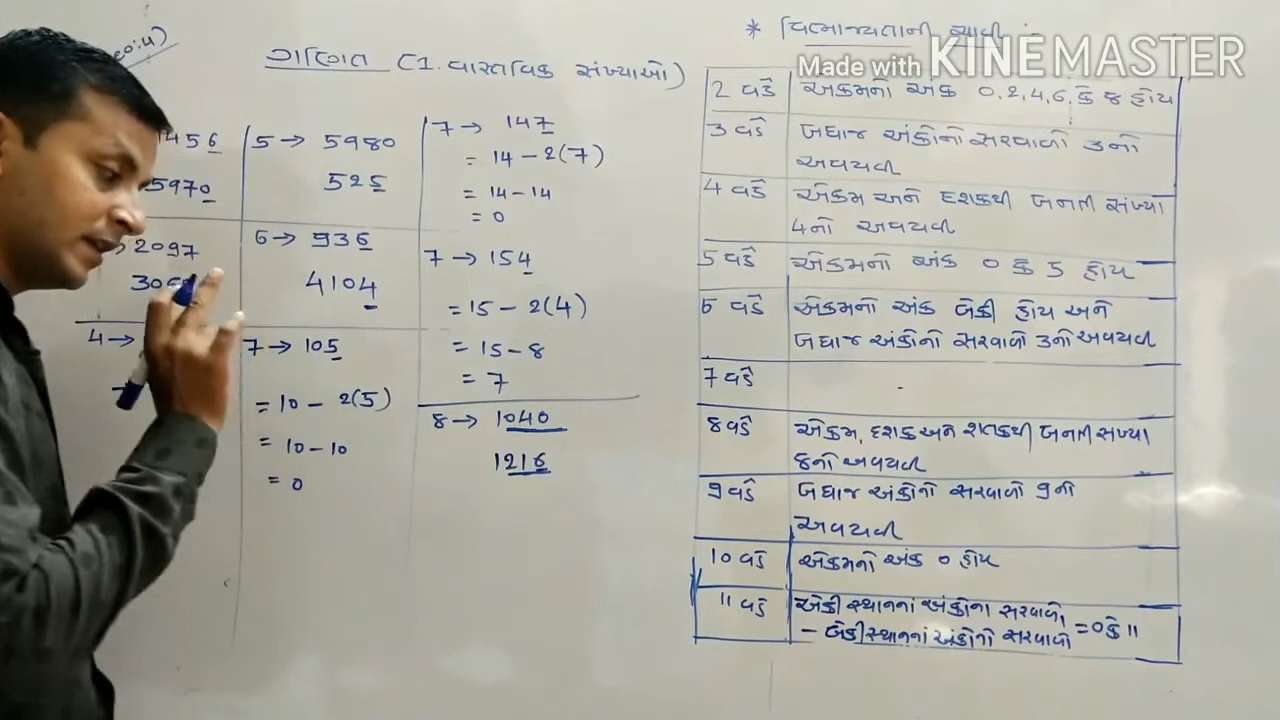 * વિભાજ્યતાની ચાવી :
Made with KINEMASTER
ગણિત (1. વાસ્તવિક સંખ્યાઓ)
1456
5970
2097
4 →
5 → 5980
525
6 → 936
4104
7 → 105
= 10 - 2(5)
= 10 - 10
= 0
7 → 147
= 14 - 2(7)
= 14 - 14
= 0
7 → 154
= 15 - 2(4)
= 15 - 8
= 7
8 → 1040
1216
2 વડે એકમનો અંક 0, 2, 4, 6, કે 8 હોય
3 વડે બધાજ અંકોનો સરવાળો 3નો
અવયવી
4 વડે એકમ અને દશકથી બનતી સંખ્યા
4નો અવયવી
5 વડે એકમનો અંક 0 કે 5 હોય
6 વડે એકમનો અંક બેકી હોય અને
બધાજ અંકોનો સરવાળો 3નો અવયવી
7 વડે
8 વડે એકમ, દશક અને શતકથી બનતી સંખ્યા
8નો અવયવી
9 વડે બધાજ અંકોનો સરવાળો 9નો
અવયવી
10 વડે એકમનો અંક 0 હોય
11 વડે એકી સ્થાનનાં અંકોના સરવાળો
- બેકી સ્થાનનાં અંકોનો સરવાળો = 0 કે 11